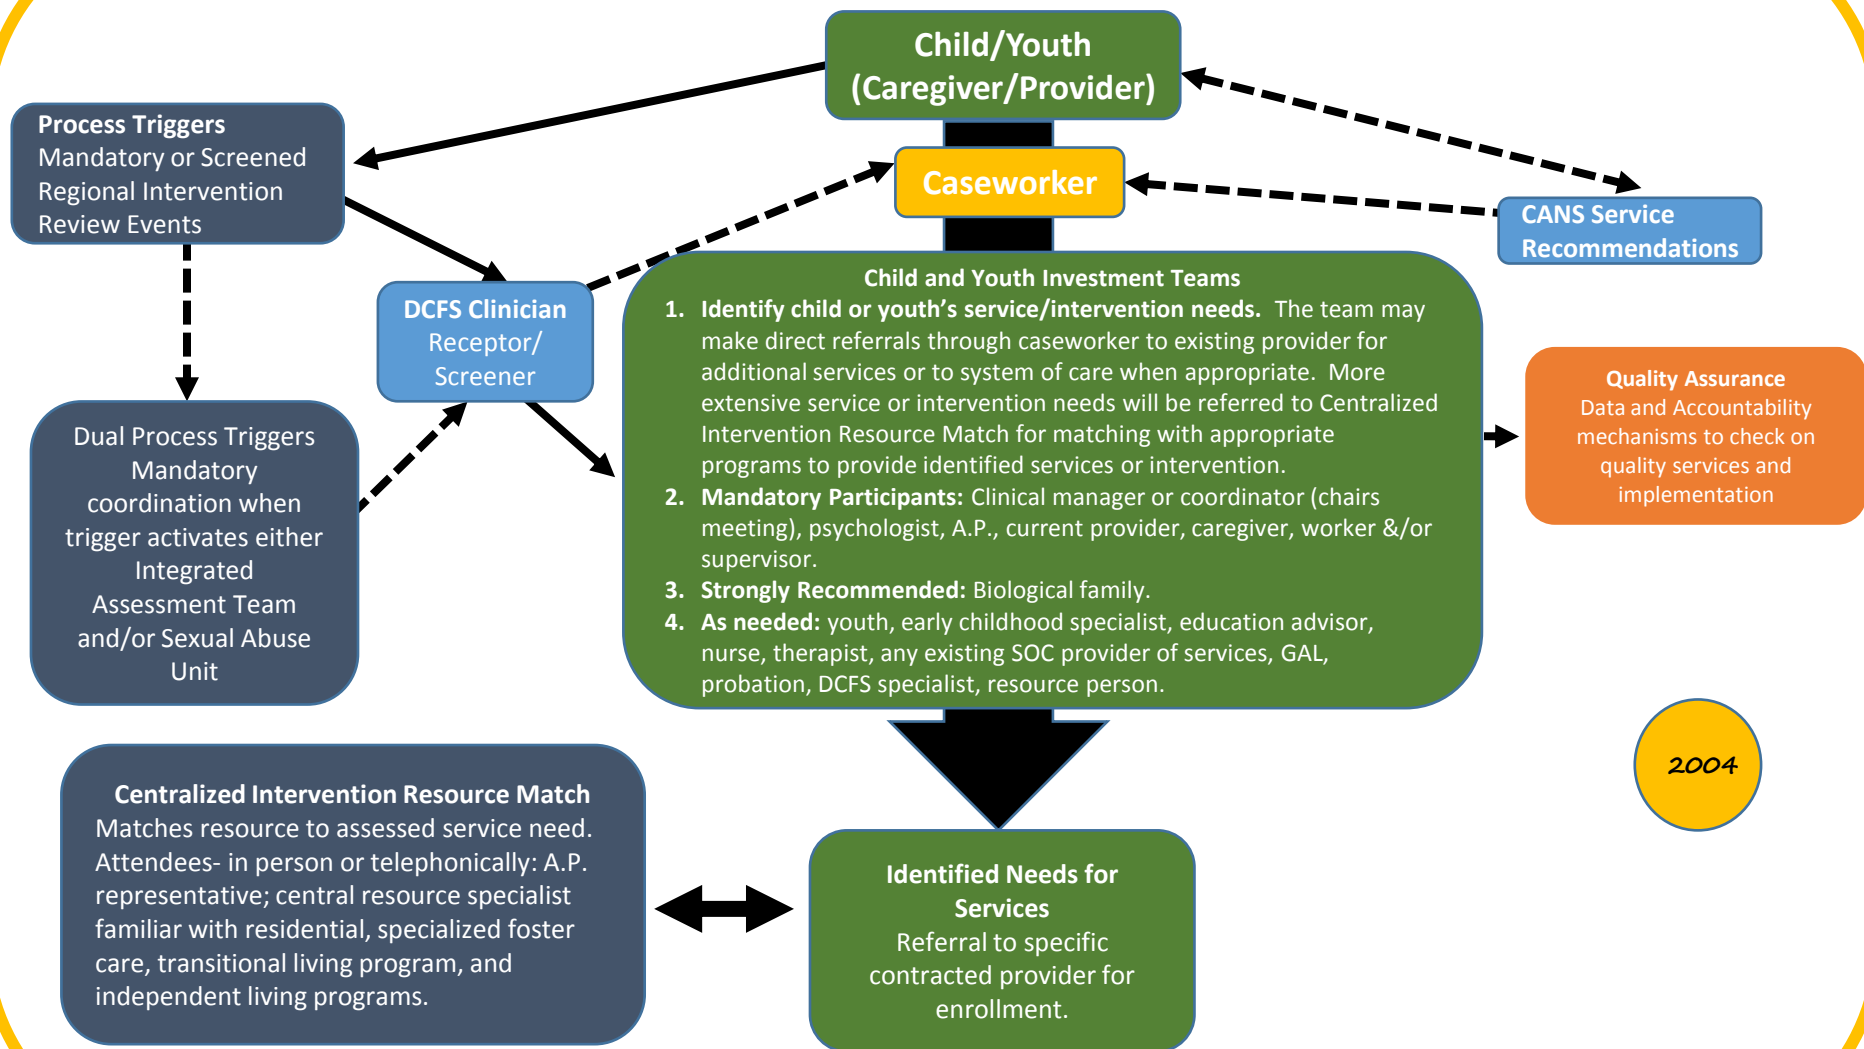 Child/Youth
(Caregiver/Provider)
Process Triggers
Mandatory or Screened
Regional Intervention
Review Events
Caseworker
CANS Service
Recommendations
DCFS Clinician
Receptor/
Screener
Child and Youth Investment Teams
1. Identify child or youth’s service/intervention needs. The team may
make direct referrals through caseworker to existing provider for
additional services or to system of care when appropriate. More
extensive service or intervention needs will be referred to Centralized
Intervention Resource Match for matching with appropriate
programs to provide identified services or intervention.
2. Mandatory Participants: Clinical manager or coordinator (chairs
meeting), psychologist, A.P., current provider, caregiver, worker &/or
supervisor.
3. Strongly Recommended: Biological family.
4. As needed: youth, early childhood specialist, education advisor,
nurse, therapist, any existing SOC provider of services, GAL,
probation, DCFS specialist, resource person.
Quality Assurance
Data and Accountability
mechanisms to check on
quality services and
implementation
Dual Process Triggers
Mandatory
coordination when
trigger activates either
Integrated
Assessment Team
and/or Sexual Abuse
Unit
2004
Centralized Intervention Resource Match
Matches resource to assessed service need.
Attendees- in person or telephonically: A.P.
representative; central resource specialist
familiar with residential, specialized foster
care, transitional living program, and
independent living programs.
Identified Needs for
Services
Referral to specific
contracted provider for
enrollment.